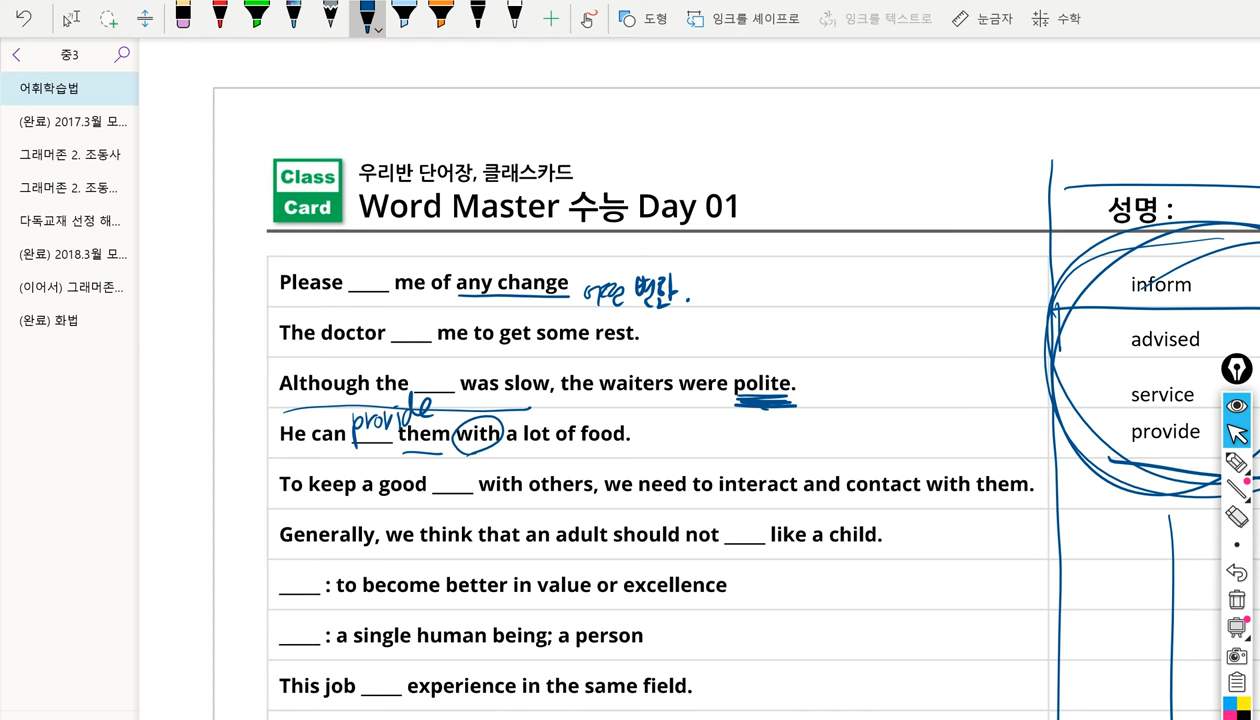 도형
잉크를 셰이프로
잉크를 텍스트로
눈금자
수학
중3
어휘학습법
(완료) 2017.3월 모...
그래머존 2. 조동사
그래머존 2. 조동...
다독교재 선정 해...
(완료) 2018.3월 모...
(이어서) 그래머존...
(완료) 화법
Class
Card
우리반 단어장, 클래스카드
Word Master 수능 Day 01
성명 :
Please ____ me of any change
어떤 변화.
inform
The doctor ____ me to get some rest.
advised
Although the ____ was slow, the waiters were polite.
service
provide
He can ____ them with a lot of food.
provide
To keep a good ____ with others, we need to interact and contact with them.
Generally, we think that an adult should not ____ like a child.
____ : to become better in value or excellence
____ : a single human being; a person
This job ____ experience in the same field.